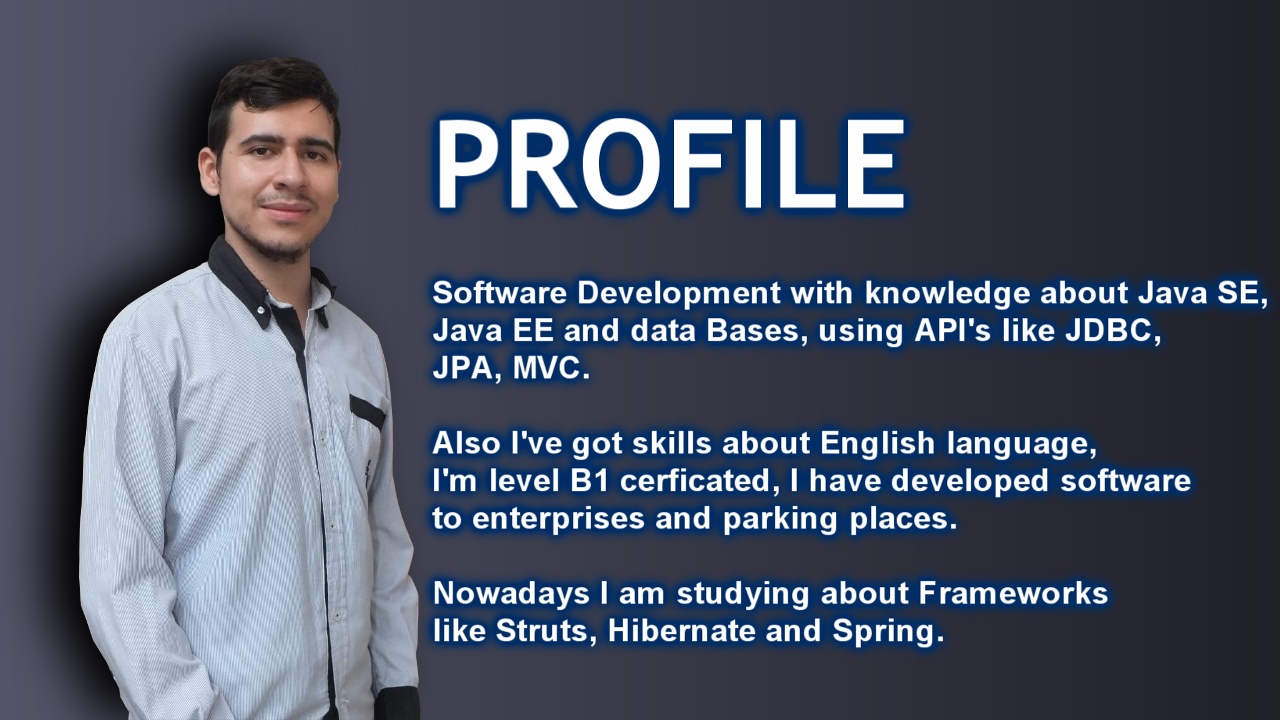 PROFILE
Software Development with knowledge about Java SE,
Java EE and data Bases, using API's like JDBC,
JPA, MVC.
Also I've got skills about English language,
I'm level B1 cerficated, I have developed software
to enterprises and parking places.
Nowadays I am studying about Frameworks
like Struts, Hibernate and Spring.